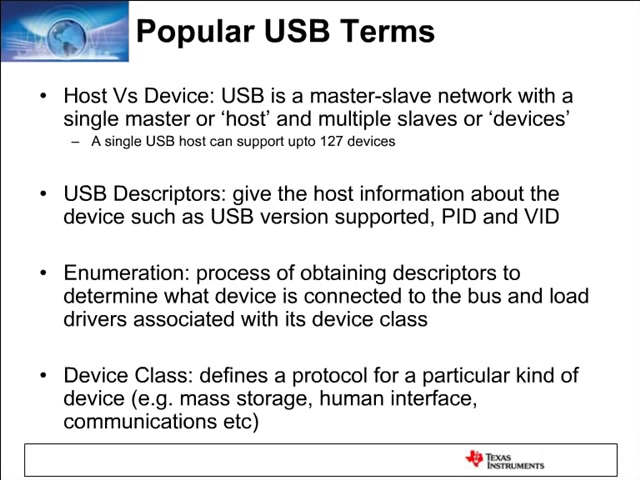 Popular USB Terms
• Host Vs Device: USB is a master-slave network with a
single master or ‘host’ and multiple slaves or ‘devices’
– A single USB host can support upto 127 devices
• USB Descriptors: give the host information about the
device such as USB version supported, PID and VID
• Enumeration: process of obtaining descriptors to
determine what device is connected to the bus and load
drivers associated with its device class
• Device Class: defines a protocol for a particular kind of
device (e.g. mass storage, human interface,
communications etc)
TEXAS
INSTRUMENTS